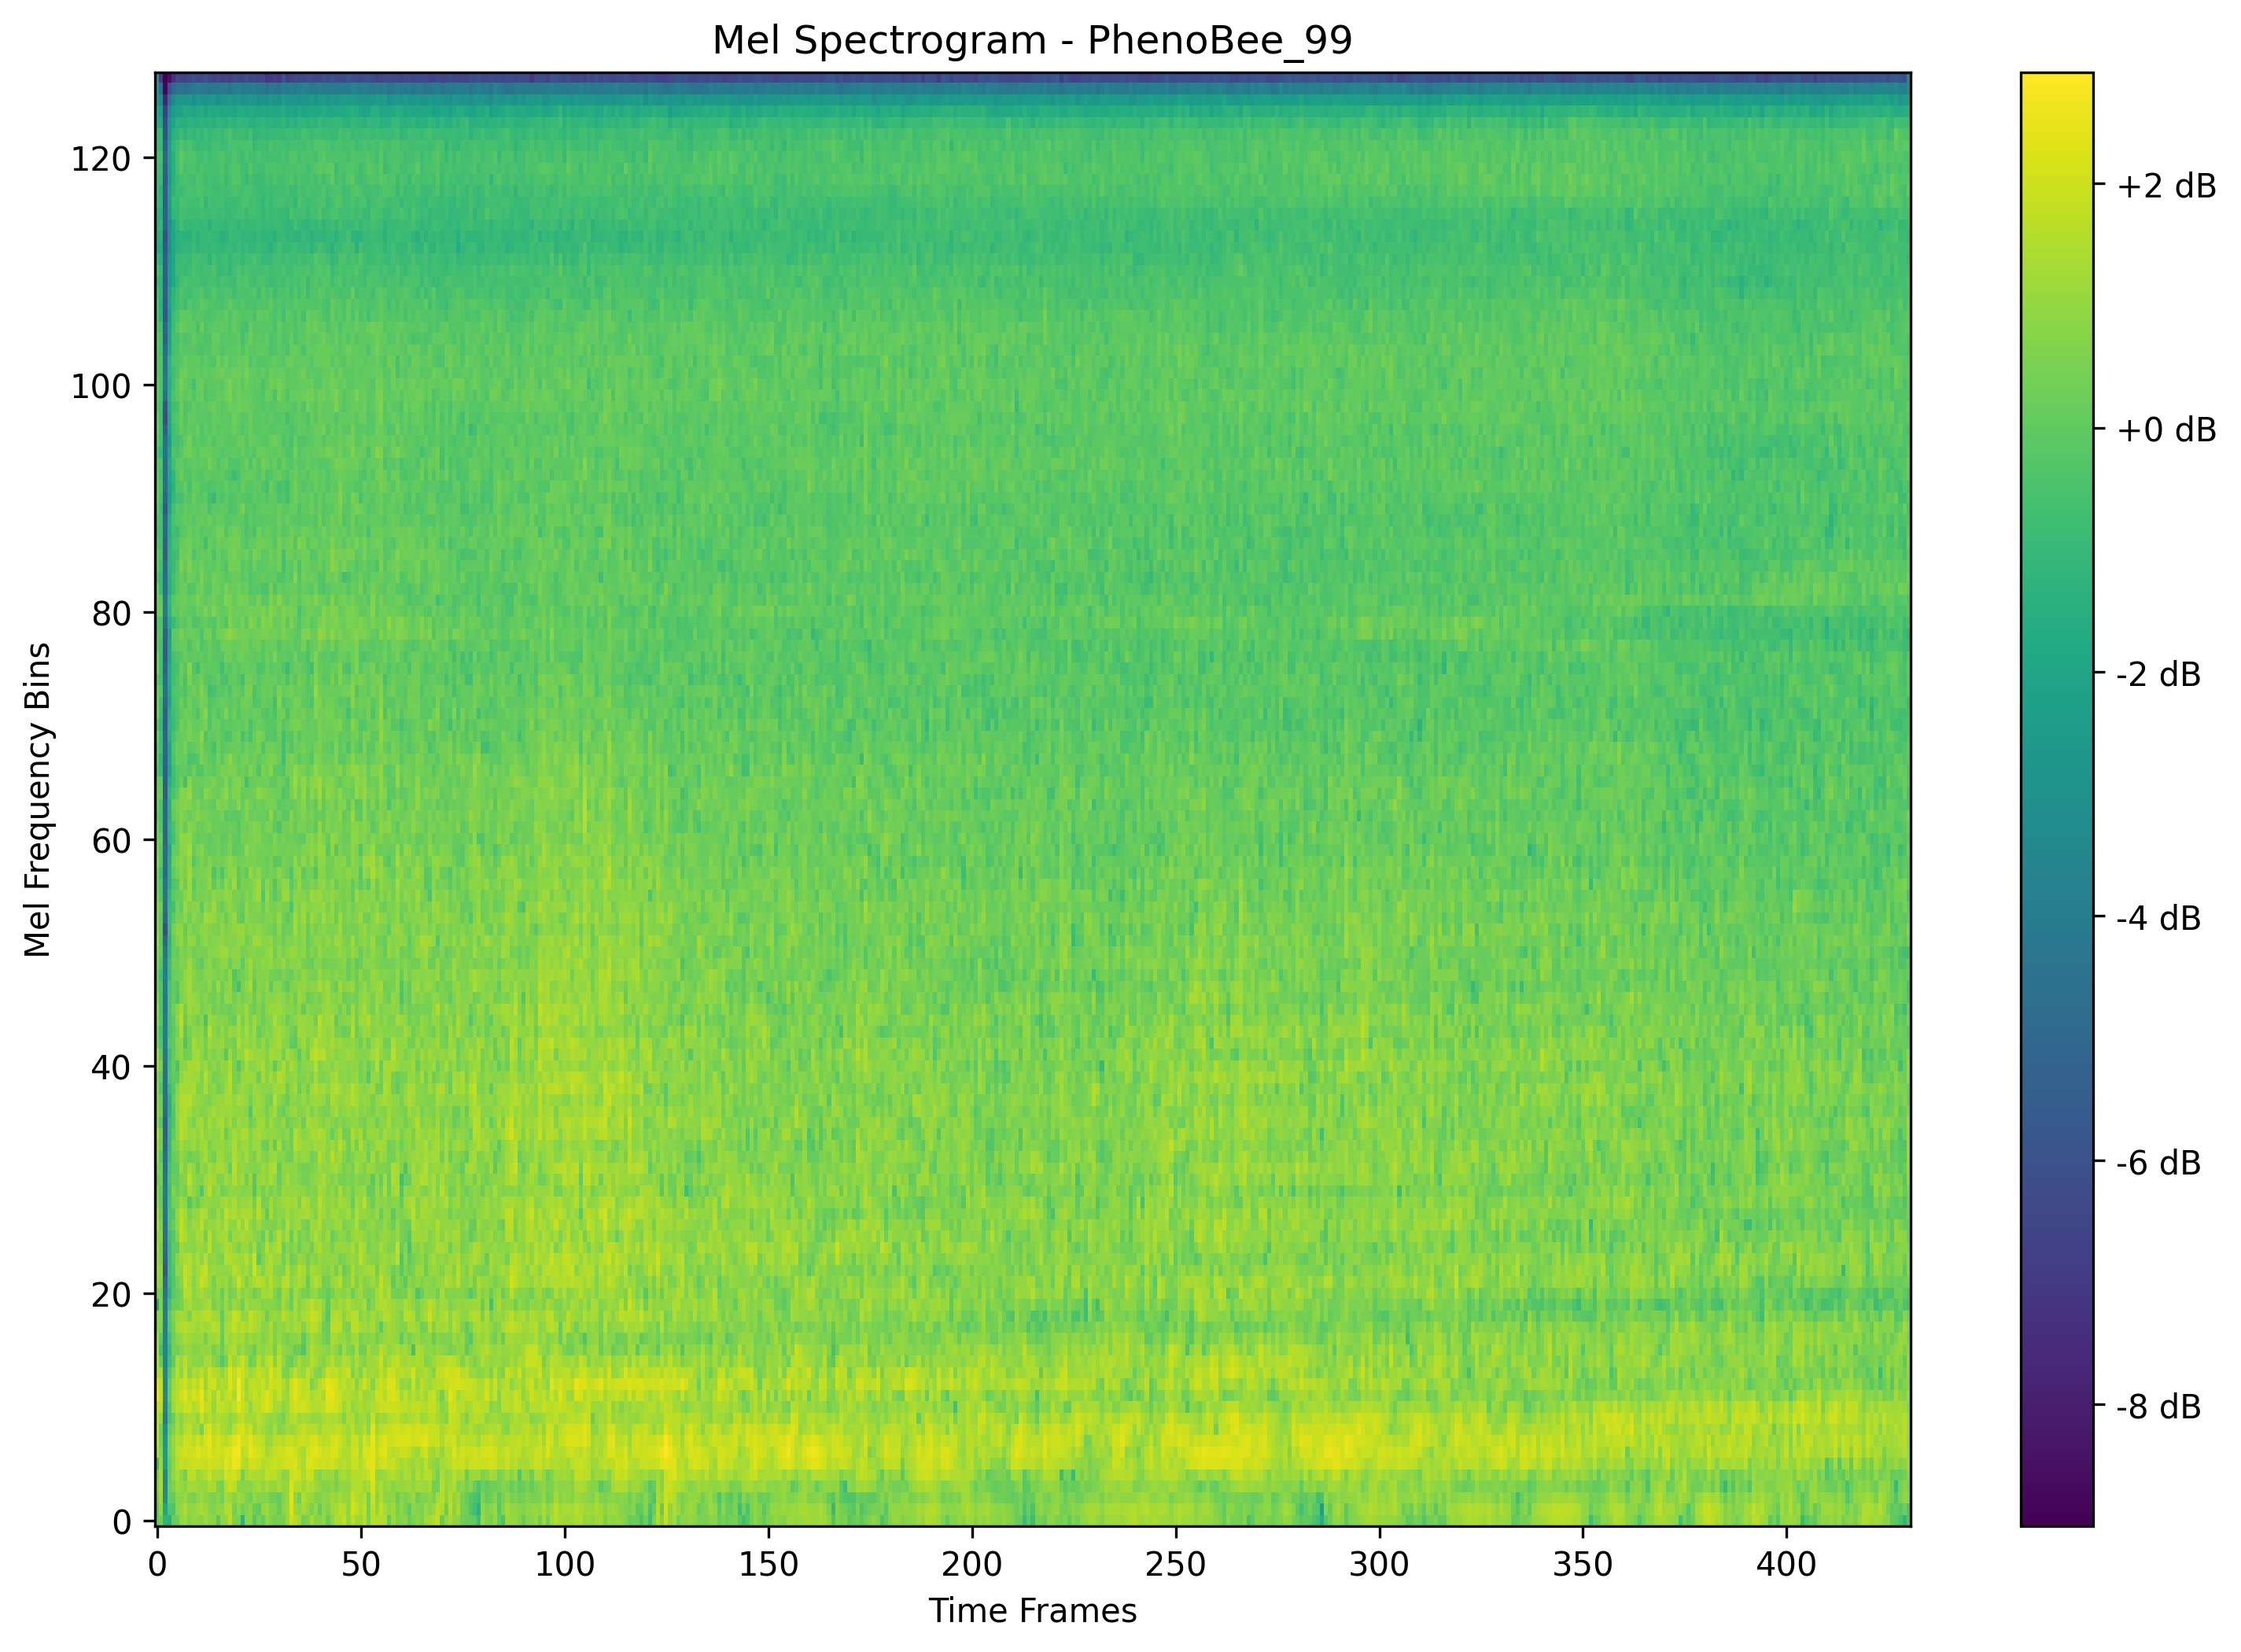 Mel Spectrogram - PhenoBee_99
120
100
80
60
40
20
0
Mel Frequency Bins
0 50 100 150 200 250 300 350 400
Time Frames
+2 dB
+0 dB
-2 dB
-4 dB
-6 dB
-8 dB